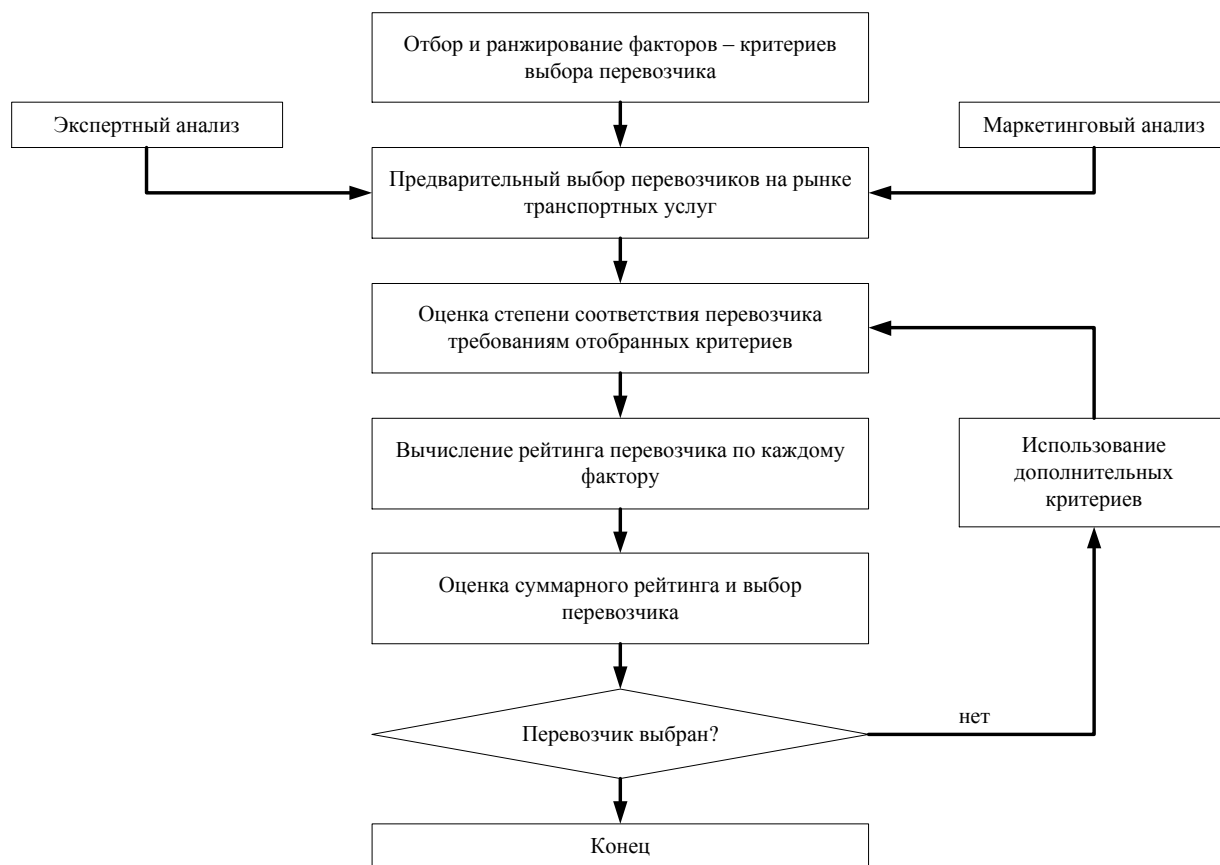 Отбор и ранжирование факторов – критериев
выбора перевозчика
Экспертный анализ
Маркетинговый анализ
Предварительный выбор перевозчиков на рынке
транспортных услуг
Оценка степени соответствия перевозчика
требованиям отобранных критериев
Вычисление рейтинга перевозчика по каждому
фактору
Использование
дополнительных
критериев
Оценка суммарного рейтинга и выбор
перевозчика
Перевозчик выбран?
нет
Конец